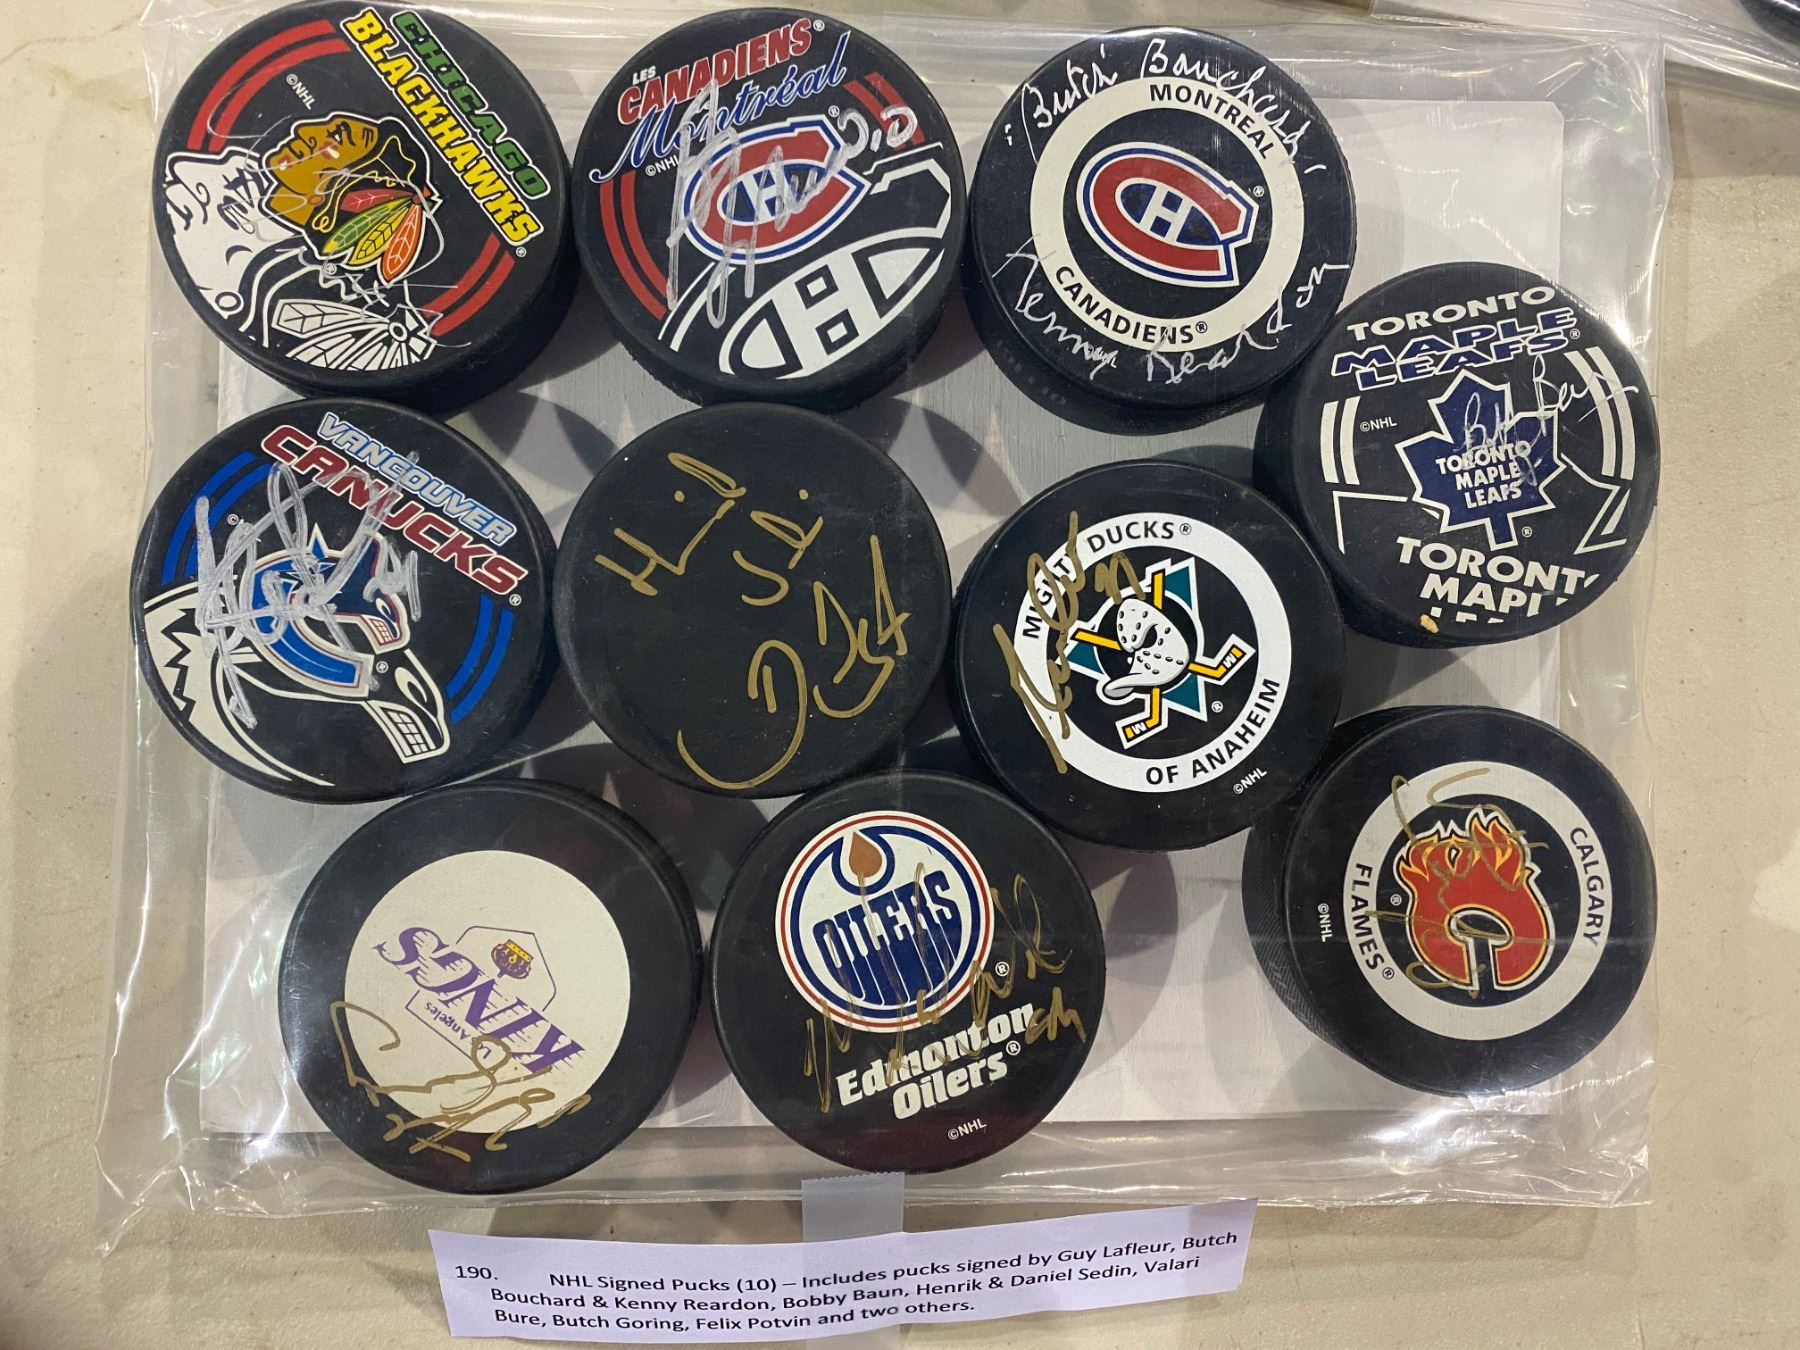 CHICAGO
BLACKHAWKS®
©NHL
LES
CANADIENS®
Montréal
©NHL
Butch Bouchard
MONTREAL
CANADIENS®
Kenny Reardon
TORONTO
MAPLE
LEAFS®
©NHL
TORONTO
MAPLE
LEAFS
TORONT
MAPL
VANCOUVER
CANUCKS®
MIGHTY DUCKS®
OF ANAHEIM
©NHL
CALGARY
FLAMES®
©NHL
Los Angeles
KINGS
OILERS
Edmonton
Oilers®
©NHL
190. NHL Signed Pucks (10) – Includes pucks signed by Guy Lafleur, Butch
Bouchard & Kenny Reardon, Bobby Baun, Henrik & Daniel Sedin, Valari
Bure, Butch Goring, Felix Potvin and two others.